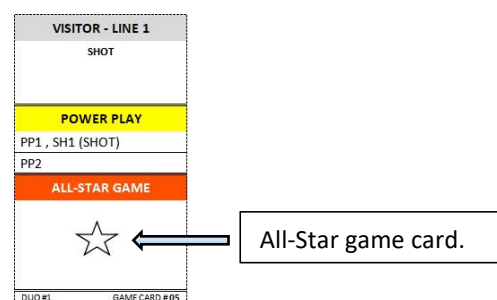 VISITOR - LINE 1
SHOT
POWER PLAY
PP1 , SH1 (SHOT)
PP2
ALL-STAR GAME
All-Star game card.
DUO #1 GAME CARD # 05